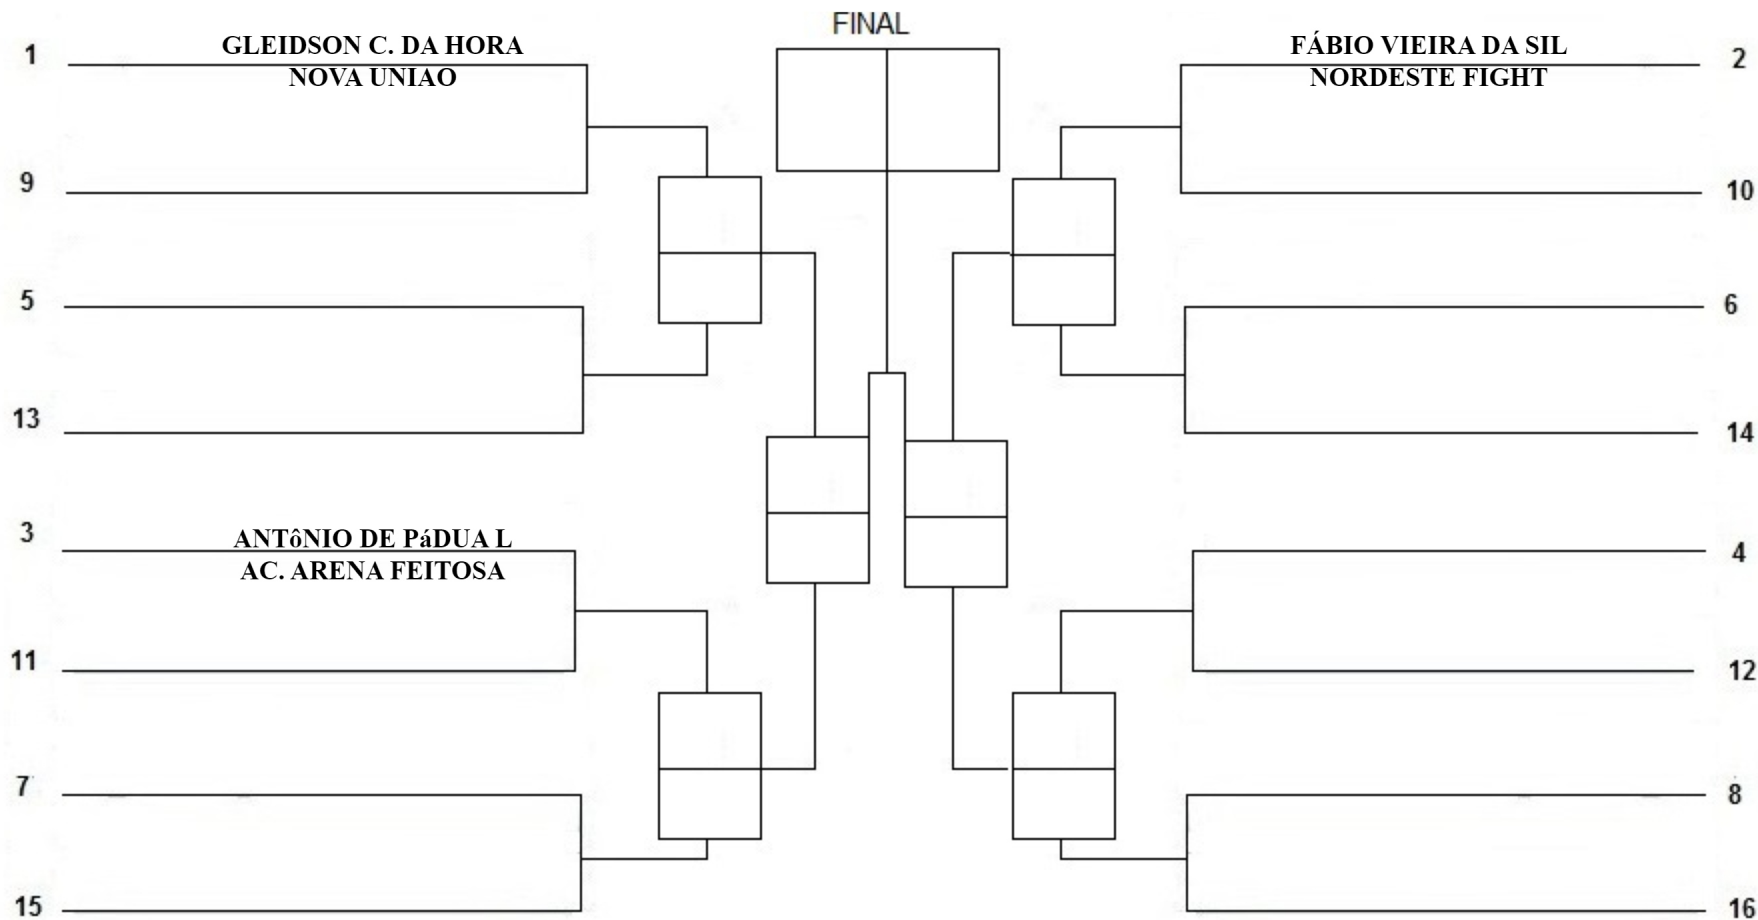 FINAL
1
GLEIDSON C. DA HORA
NOVA UNIAO
9
5
13
3
ANTôNIO DE PáDUA L
AC. ARENA FEITOSA
11
7
15
FÁBIO VIEIRA DA SIL
NORDESTE FIGHT
2
10
6
14
4
12
8
16